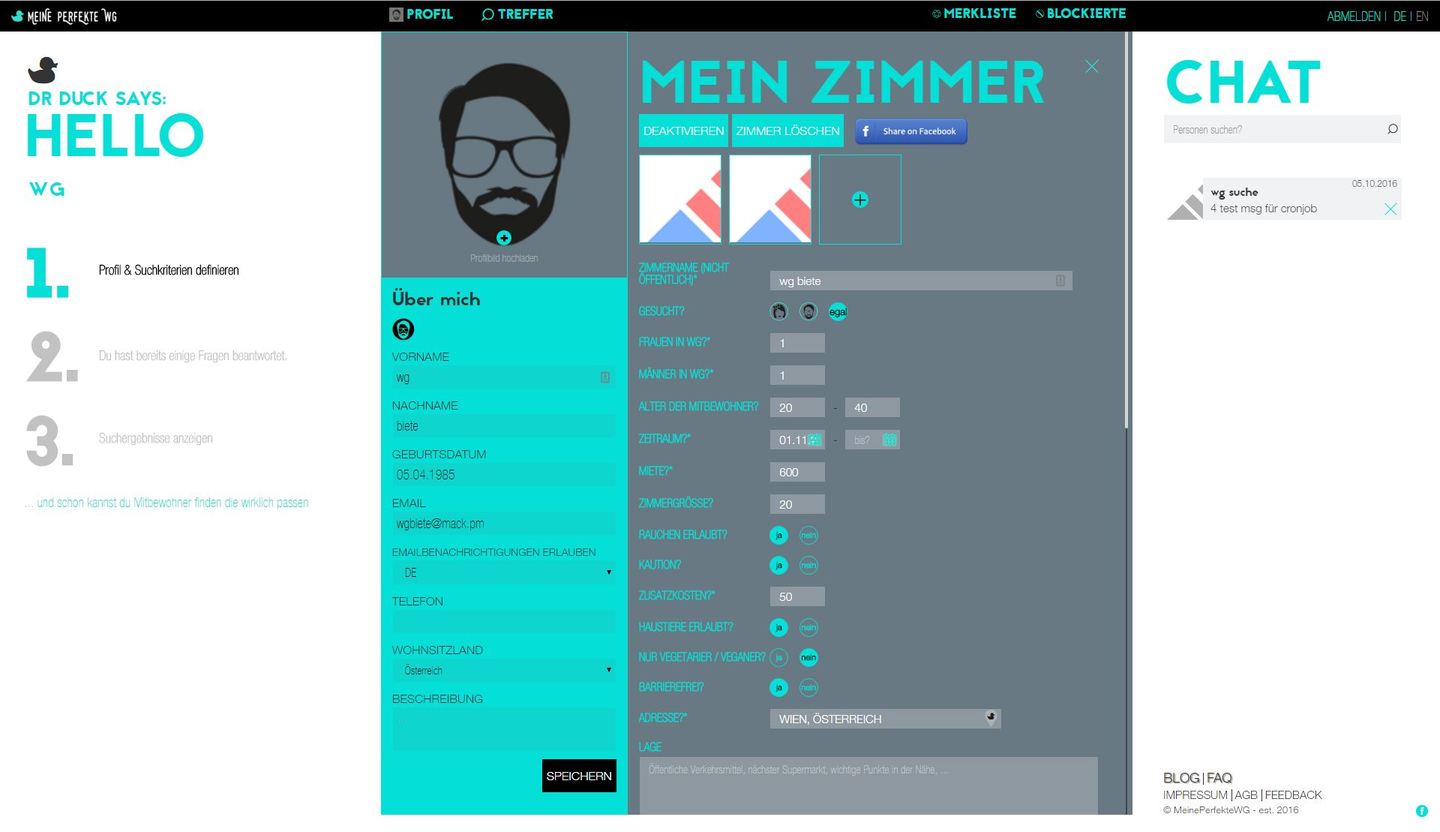 MEINE PERFEKTE WG
PROFIL
TREFFER
MERKLISTE
BLOCKIERTE
ABMELDEN | DE | EN
DR DUCK SAYS:
HELLO
WG
1. Profil & Suchkriterien definieren
2. Du hast bereits einige Fragen beantwortet.
3. Suchergebnisse anzeigen
... und schon kannst du Mitbewohner finden die wirklich passen
Profilbild hochladen
Über mich
VORNAME
wg
NACHNAME
biete
GEBURTSDATUM
05.04.1985
EMAIL
wgbiete@mack.pm
EMAILBENACHRICHTIGUNGEN ERLAUBEN
DE
TELEFON
WOHNSITZLAND
Österreich
BESCHREIBUNG
SPEICHERN
MEIN ZIMMER
DEAKTIVIEREN
ZIMMER LÖSCHEN
f Share on Facebook
ZIMMERNAME (NICHT
ÖFFENTLICH)*
wg biete
GESUCHT?
egal
FRAUEN IN WG?*
1
MÄNNER IN WG?*
1
ALTER DER MITBEWOHNER?
20 - 40
ZEITRAUM?*
01.11. - bis?
MIETE?*
600
ZIMMERGRÖSSE?
20
RAUCHEN ERLAUBT?
ja nein
KAUTION?
ja nein
ZUSATZKOSTEN?*
50
HAUSTIERE ERLAUBT?
ja nein
NUR VEGETARIER / VEGANER?
ja nein
BARRIEREFREI?
ja nein
ADRESSE?*
WIEN, ÖSTERREICH
LAGE
Öffentliche Verkehrsmittel, nächster Supermarkt, wichtige Punkte in der Nähe, ...
CHAT
Personen suchen?
05.10.2016
wg suche
4 test msg für cronjob
BLOG | FAQ
IMPRESSUM | AGB | FEEDBACK
© MeinePerfekteWG - est. 2016
f